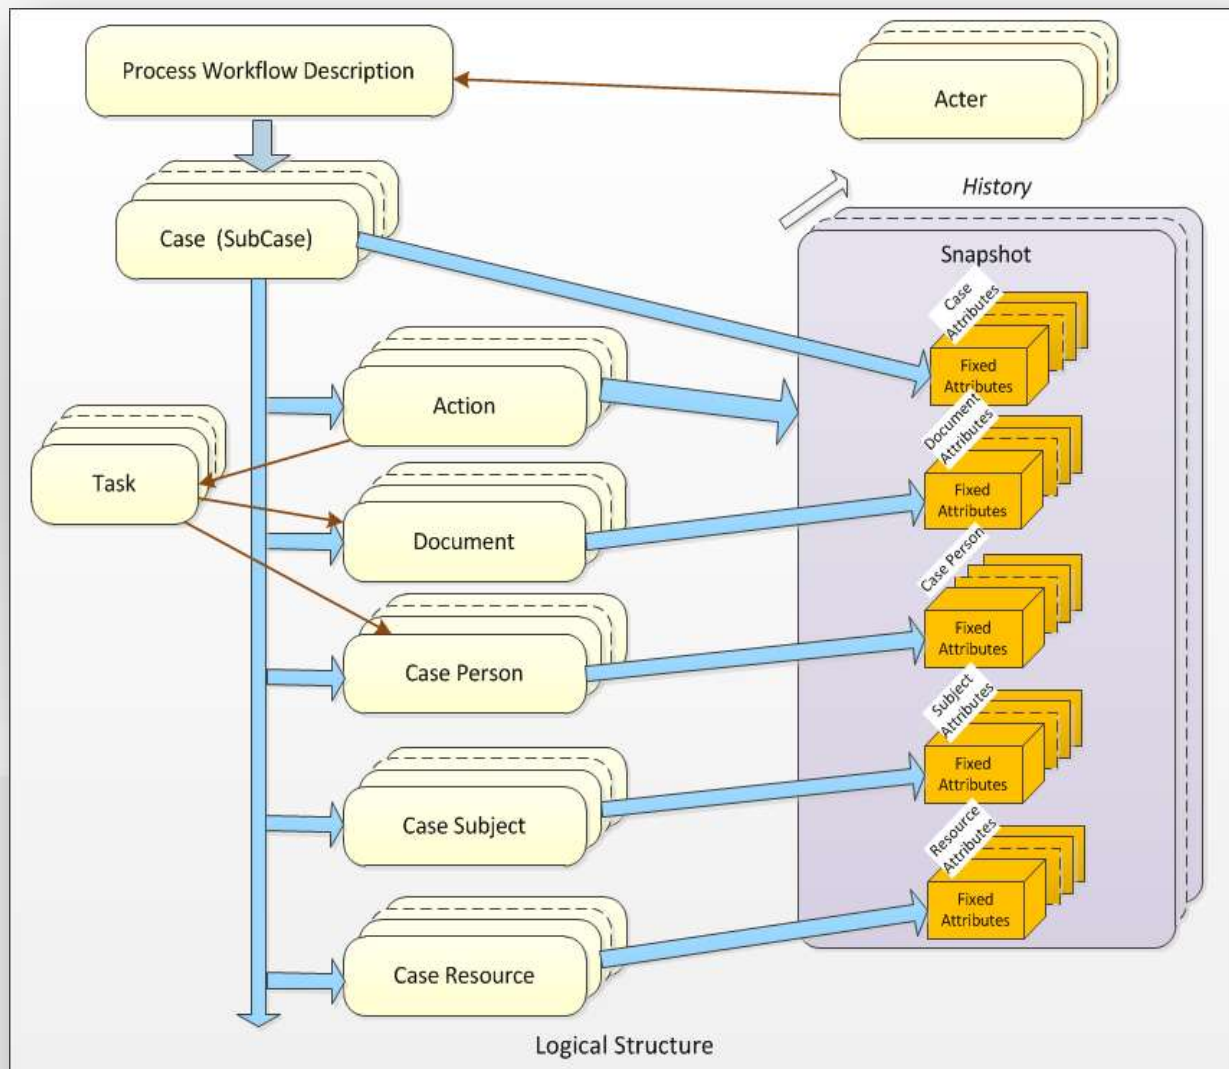 Process Workflow Description
Acter
History
Case (SubCase)
Snapshot
Case
Attributes
Fixed
Attributes
Action
Document
Attributes
Task
Fixed
Attributes
Document
Case Person
Fixed
Attributes
Case Person
Subject
Attributes
Fixed
Attributes
Case Subject
Resource
Attributes
Fixed
Attributes
Case Resource
Logical Structure